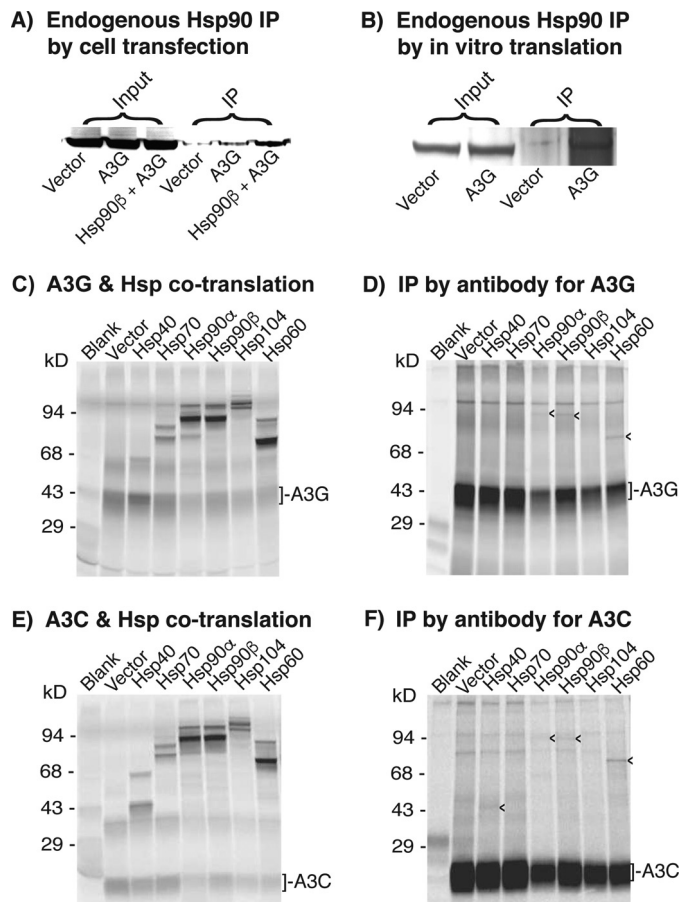 A) Endogenous Hsp90 IP
by cell transfection
Input
IP
Vector
A3G
Hsp90β + A3G
Vector
A3G
Hsp90β + A3G
B) Endogenous Hsp90 IP
by in vitro translation
Input
IP
Vector
A3G
Vector
A3G
C) A3G & Hsp co-translation
kD
Blank
Vector
Hsp40
Hsp70
Hsp90α
Hsp90β
Hsp104
Hsp60
94 -
68 -
43 -
29 -
]-A3G
D) IP by antibody for A3G
kD
Blank
Vector
Hsp40
Hsp70
Hsp90α
Hsp90β
Hsp104
Hsp60
94 -
68 -
43 -
29 -
< <
<
]-A3G
E) A3C & Hsp co-translation
kD
Blank
Vector
Hsp40
Hsp70
Hsp90α
Hsp90β
Hsp104
Hsp60
94 -
68 -
43 -
29 -
]-A3C
F) IP by antibody for A3C
kD
Blank
Vector
Hsp40
Hsp70
Hsp90α
Hsp90β
Hsp104
Hsp60
94 -
68 -
43 -
29 -
< <
<
<
]-A3C